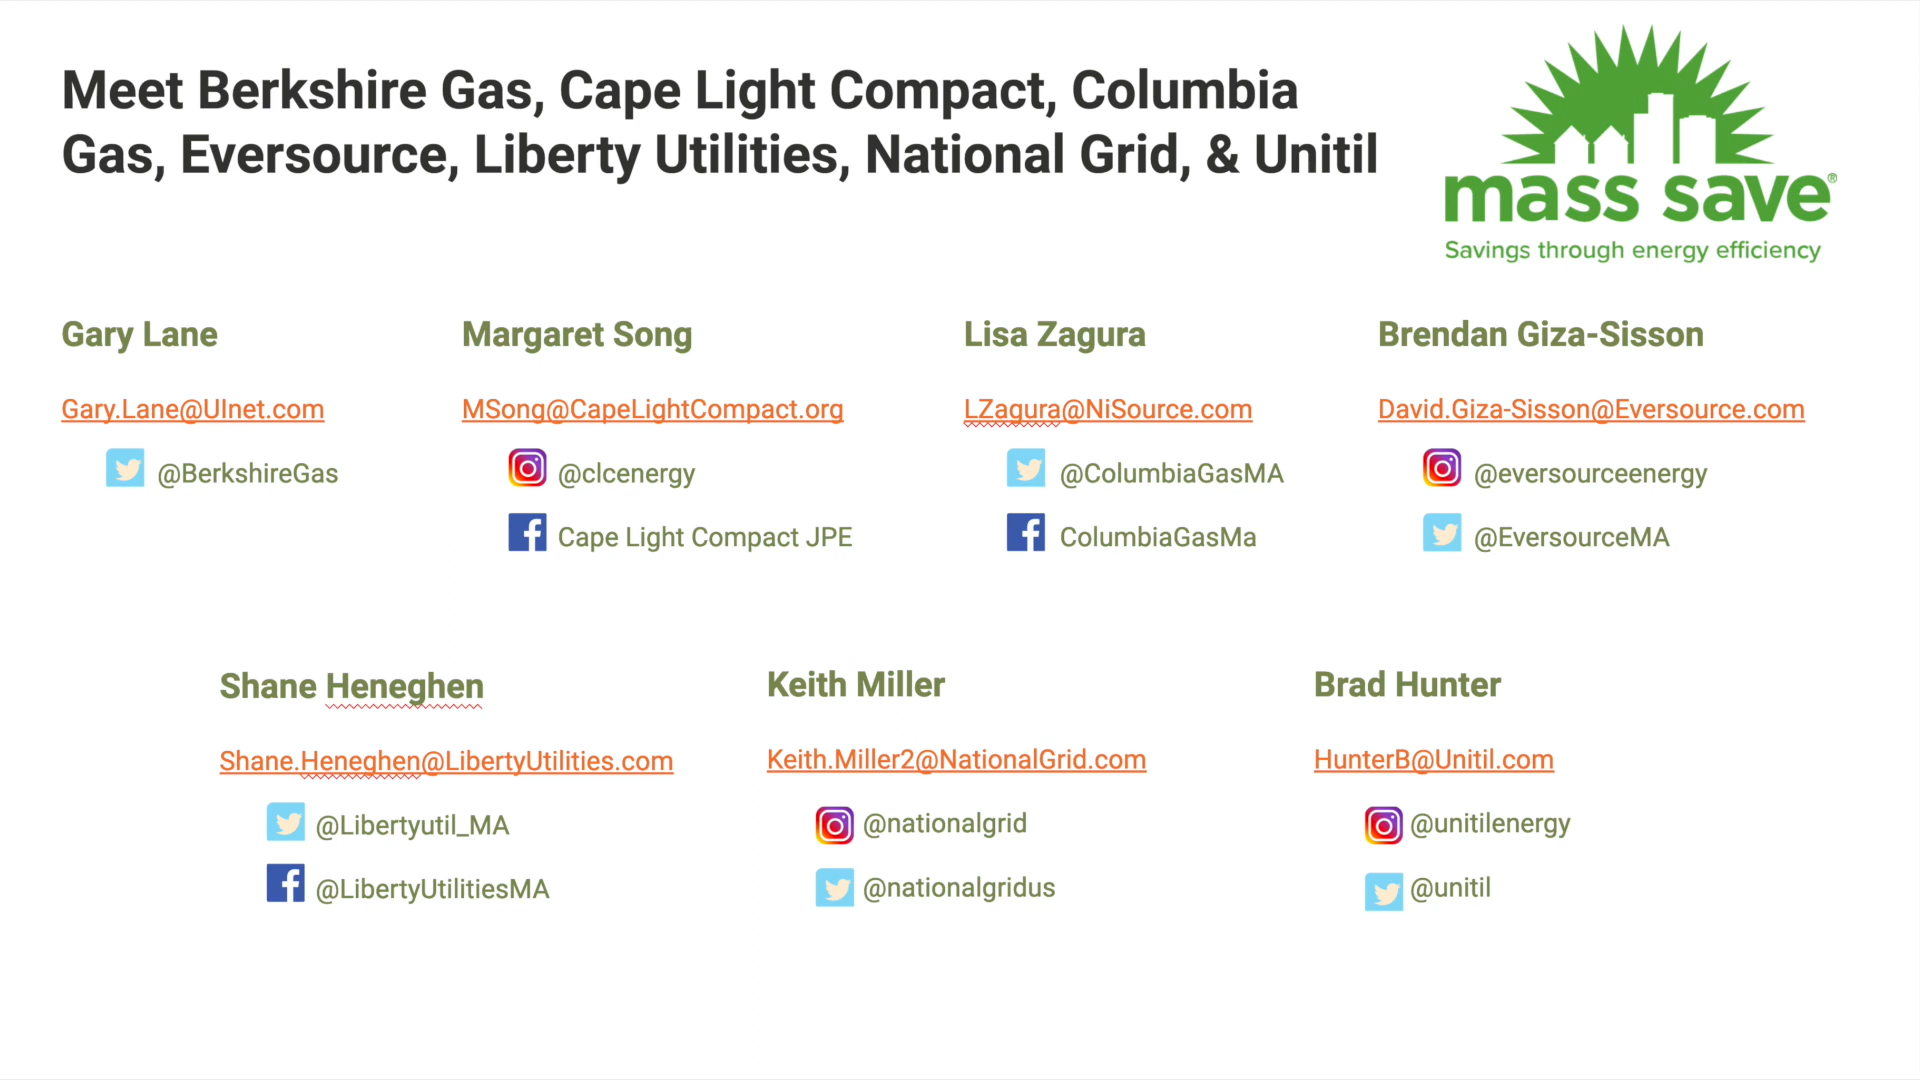 Meet Berkshire Gas, Cape Light Compact, Columbia
Gas, Eversource, Liberty Utilities, National Grid, & Unitil
mass save®
Savings through energy efficiency
Gary Lane
Gary.Lane@UInet.com
@BerkshireGas
Margaret Song
MSong@CapeLightCompact.org
@clcenergy
Cape Light Compact JPE
Lisa Zagura
LZagura@NiSource.com
@ColumbiaGasMA
ColumbiaGasMa
Brendan Giza-Sisson
David.Giza-Sisson@Eversource.com
@eversourceenergy
@EversourceMA
Shane Heneghen
Shane.Heneghen@LibertyUtilities.com
@Libertyutil_MA
@LibertyUtilitiesMA
Keith Miller
Keith.Miller2@NationalGrid.com
@nationalgrid
@nationalgridus
Brad Hunter
HunterB@Unitil.com
@unitilenergy
@unitil